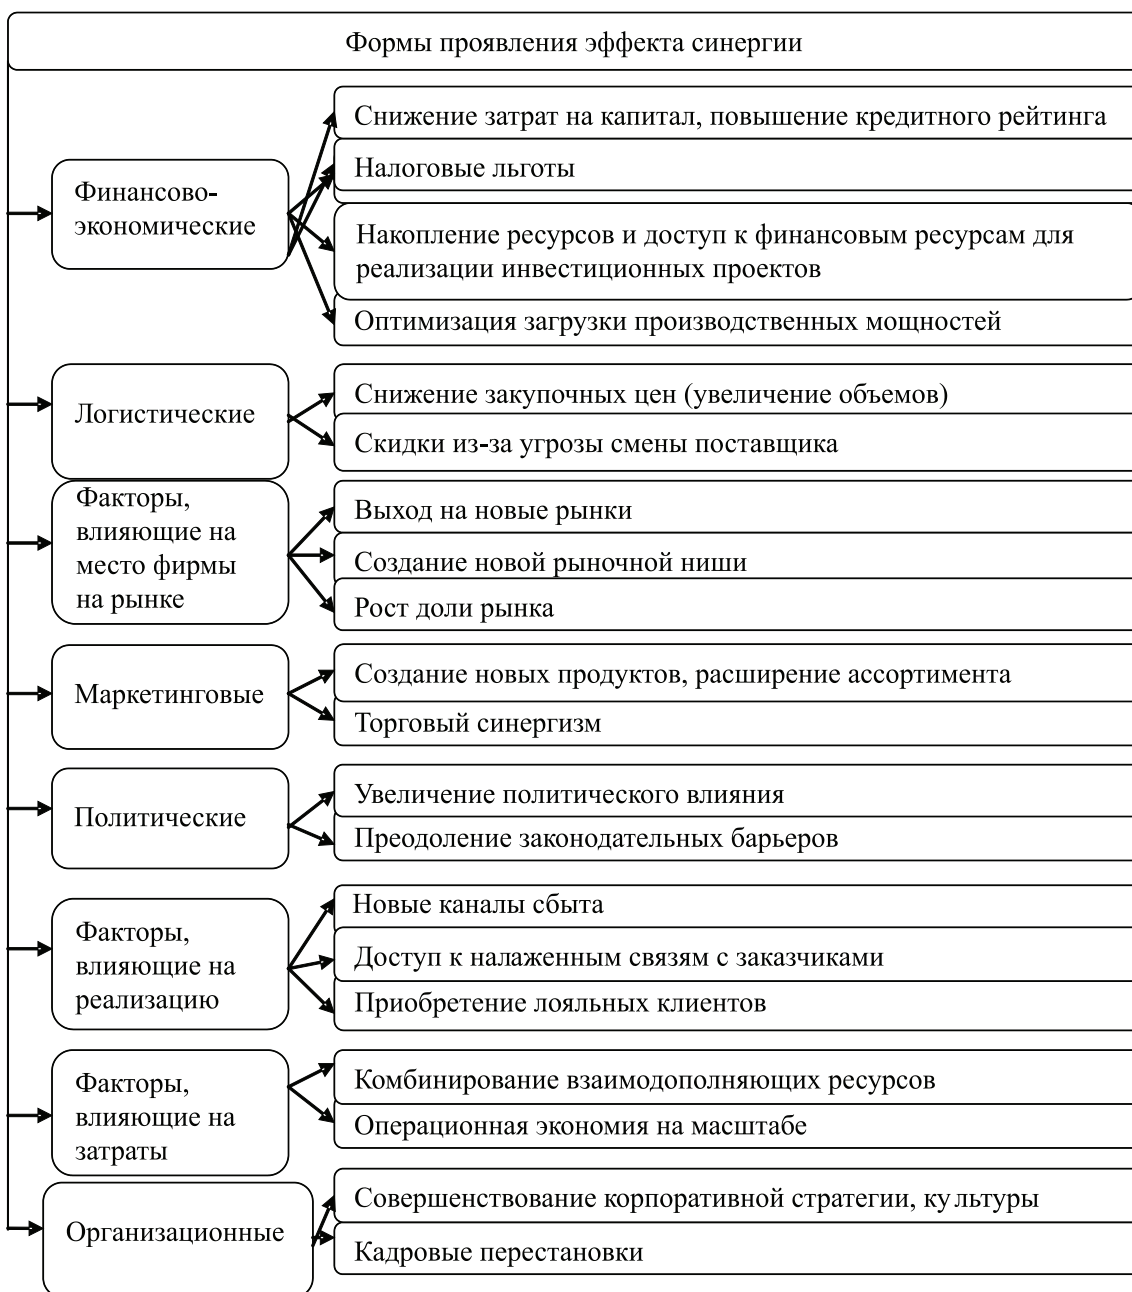 Формы проявления эффекта синергии
Финансово-
экономические
Снижение затрат на капитал, повышение кредитного рейтинга
Налоговые льготы
Накопление ресурсов и доступ к финансовым ресурсам для
реализации инвестиционных проектов
Оптимизация загрузки производственных мощностей
Логистические
Снижение закупочных цен (увеличение объемов)
Скидки из-за угрозы смены поставщика
Факторы,
влияющие на
место фирмы
на рынке
Выход на новые рынки
Создание новой рыночной ниши
Рост доли рынка
Маркетинговые
Создание новых продуктов, расширение ассортимента
Торговый синергизм
Политические
Увеличение политического влияния
Преодоление законодательных барьеров
Факторы,
влияющие на
реализацию
Новые каналы сбыта
Доступ к налаженным связям с заказчиками
Приобретение лояльных клиентов
Факторы,
влияющие на
затраты
Комбинирование взаимодополняющих ресурсов
Операционная экономия на масштабе
Организационные
Совершенствование корпоративной стратегии, культуры
Кадровые перестановки